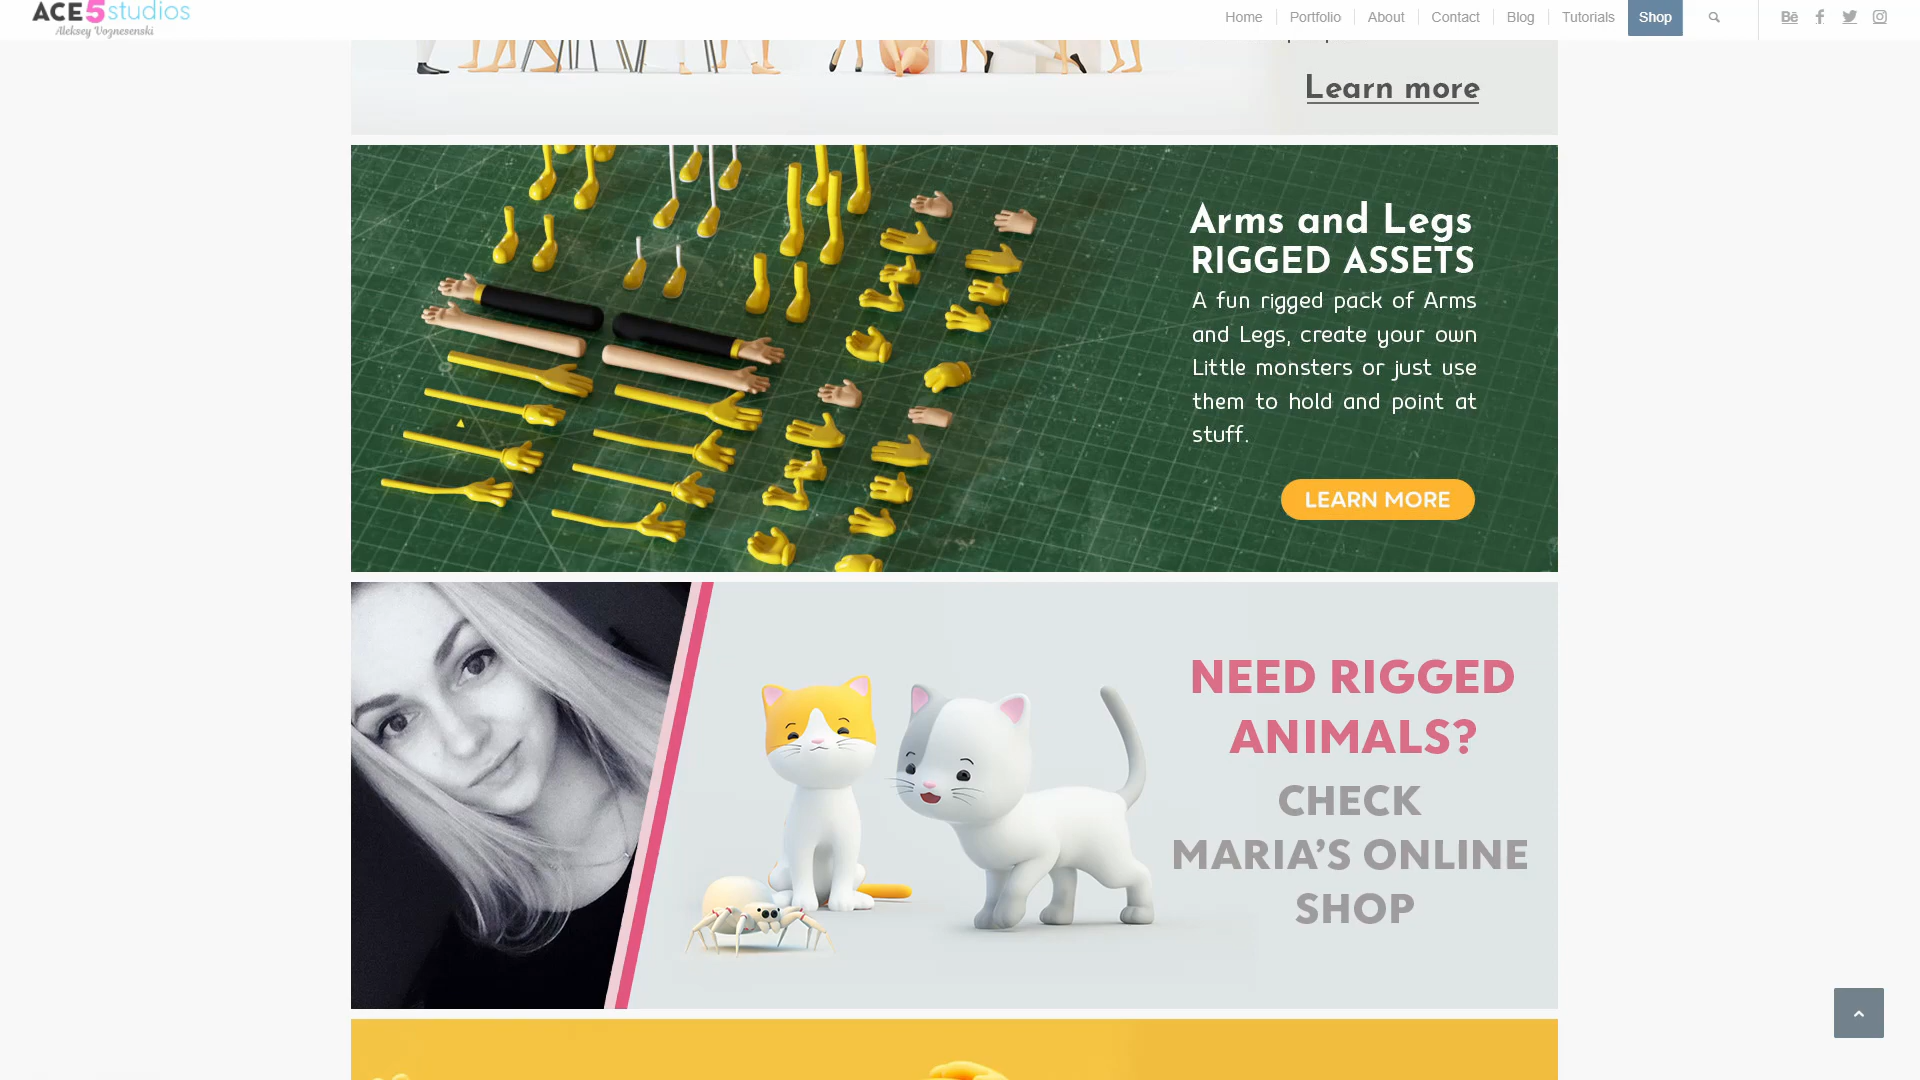 ACE5studios
Aleksey Voznesenski
Home
Portfolio
About
Contact
Blog
Tutorials
Shop
Bē
Learn more
Arms and Legs
RIGGED ASSETS
A fun rigged pack of Arms
and Legs, create your own
Little monsters or just use
them to hold and point at
stuff.
LEARN MORE
NEED RIGGED
ANIMALS?
CHECK
MARIA'S ONLINE
SHOP